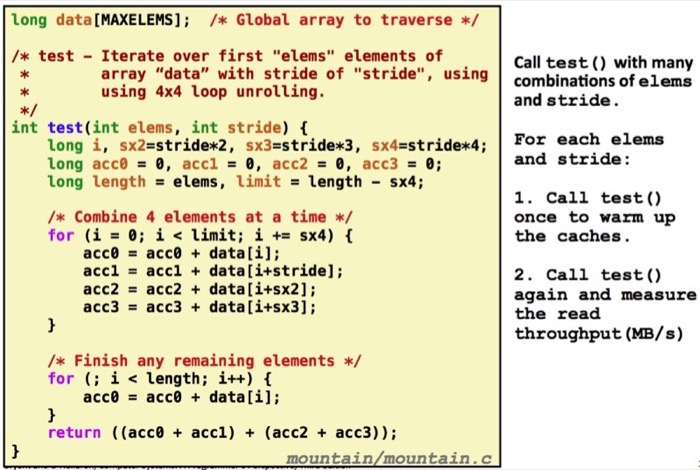 long data[MAXELEMS];  /* Global array to traverse */
/* test - Iterate over first "elems" elements of
 *        array “data” with stride of "stride", using
 *        using 4x4 loop unrolling.
 */
int test(int elems, int stride) {
    long i, sx2=stride*2, sx3=stride*3, sx4=stride*4;
    long acc0 = 0, acc1 = 0, acc2 = 0, acc3 = 0;
    long length = elems, limit = length - sx4;
    /* Combine 4 elements at a time */
    for (i = 0; i < limit; i += sx4) {
        acc0 = acc0 + data[i];
        acc1 = acc1 + data[i+stride];
        acc2 = acc2 + data[i+sx2];
        acc3 = acc3 + data[i+sx3];
    }
    /* Finish any remaining elements */
    for (; i < length; i++) {
        acc0 = acc0 + data[i];
    }
    return ((acc0 + acc1) + (acc2 + acc3));
}
mountain/mountain.c
Call test() with many
combinations of elems
and stride.
For each elems
and stride:
1. Call test()
once to warm up
the caches.
2. Call test()
again and measure
the read
throughput(MB/s)